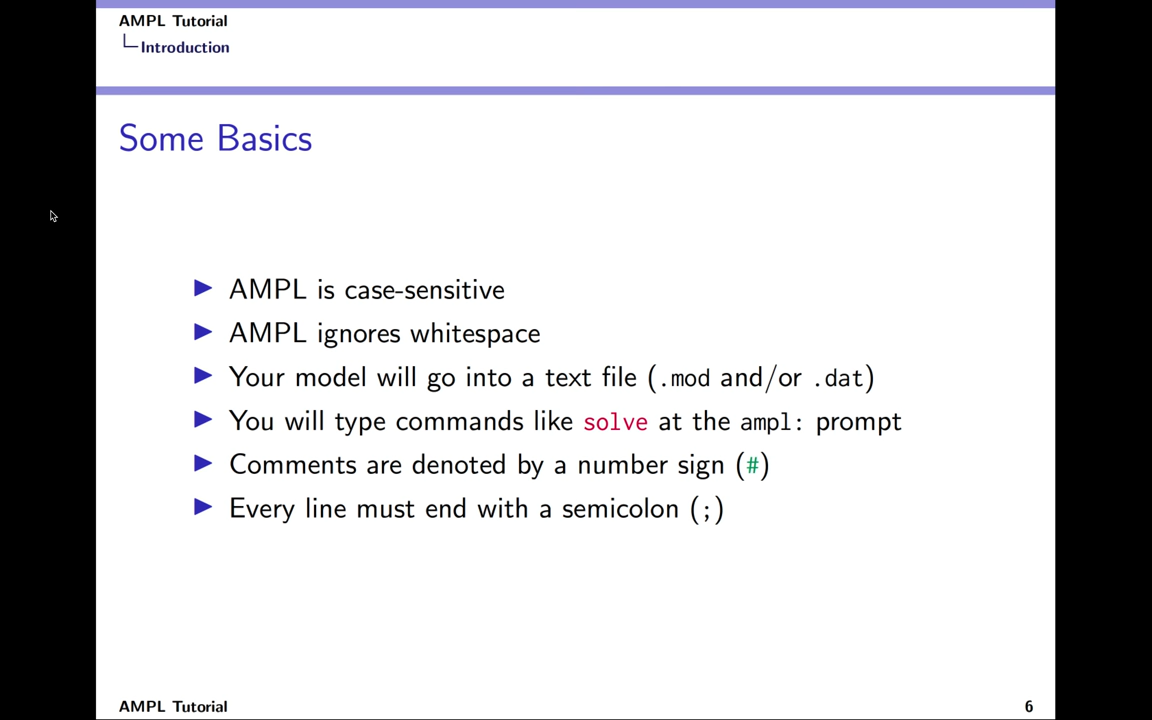 AMPL Tutorial
Introduction
Some Basics
AMPL is case-sensitive
AMPL ignores whitespace
Your model will go into a text file (.mod and/or .dat)
You will type commands like solve at the ampl: prompt
Comments are denoted by a number sign (#)
Every line must end with a semicolon (;)
AMPL Tutorial 6